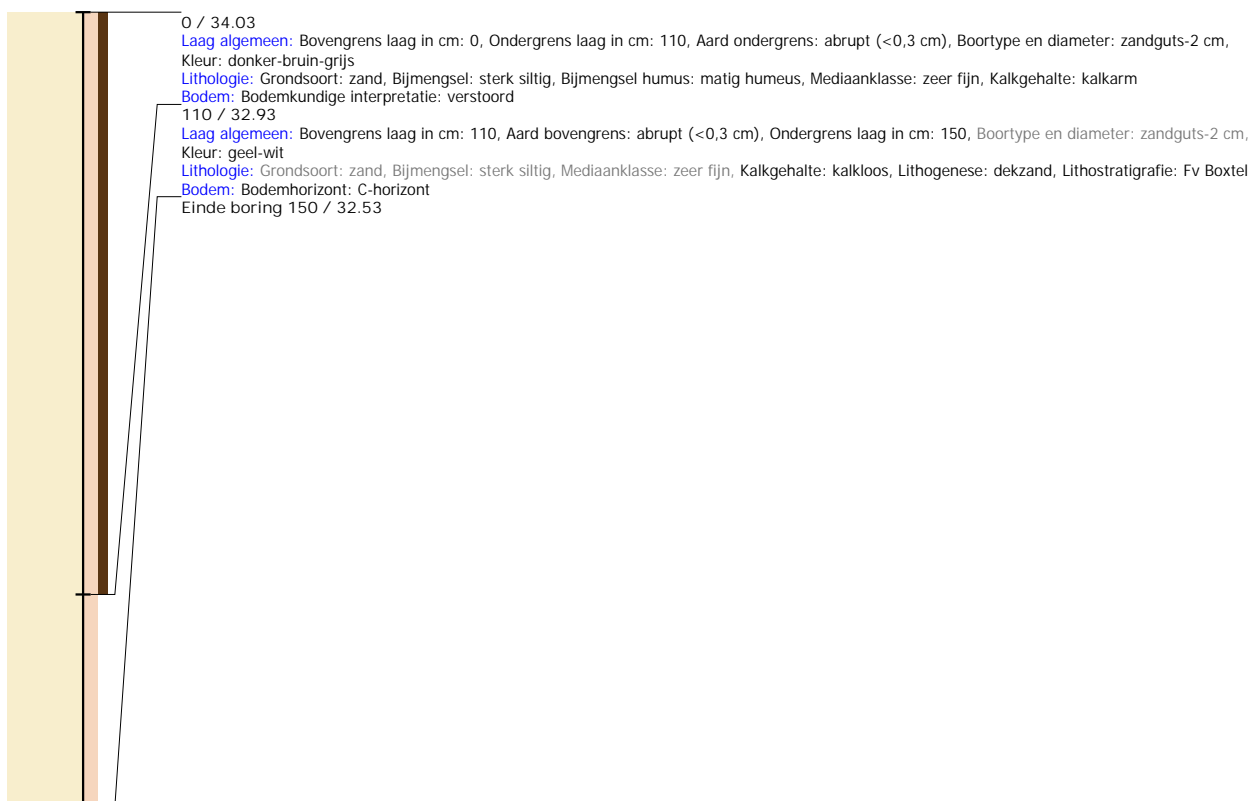 0 / 34.03
Laag algemeen: Bovengrens laag in cm: 0, Ondergrens laag in cm: 110, Aard ondergrens: abrupt (<0,3 cm), Boortype en diameter: zandguts-2 cm,
Kleur: donker-bruin-grijs
Lithologie: Grondsoort: zand, Bijmengsel: sterk siltig, Bijmengsel humus: matig humeus, Mediaanklasse: zeer fijn, Kalkgehalte: kalkarm
Bodem: Bodemkundige interpretatie: verstoord
110 / 32.93
Laag algemeen: Bovengrens laag in cm: 110, Aard bovengrens: abrupt (<0,3 cm), Ondergrens laag in cm: 150, Boortype en diameter: zandguts-2 cm,
Kleur: geel-wit
Lithologie: Grondsoort: zand, Bijmengsel: sterk siltig, Mediaanklasse: zeer fijn, Kalkgehalte: kalkloos, Lithogenese: dekzand, Lithostratigrafie: Fv Boxtel
Bodem: Bodemhorizont: C-horizont
Einde boring 150 / 32.53